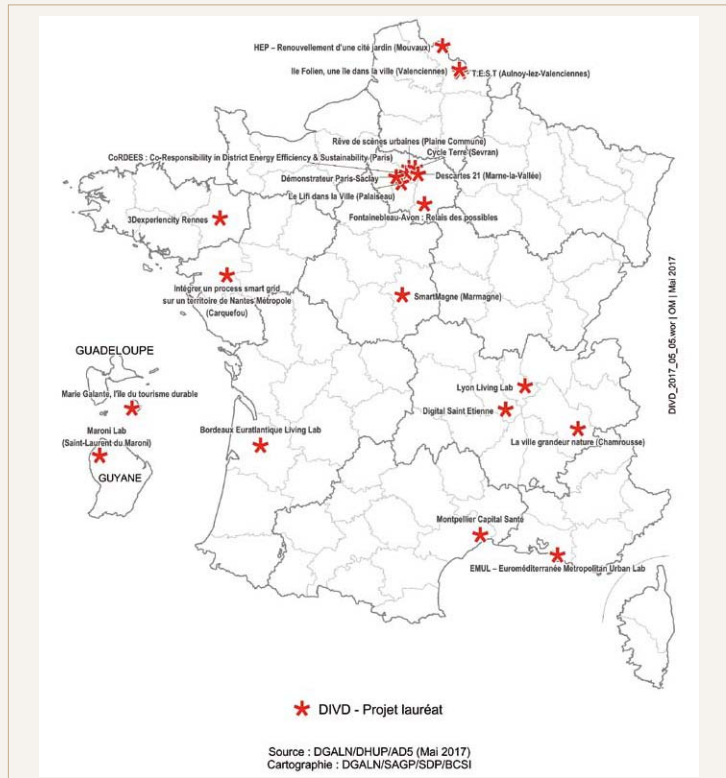 HEP – Renouvellement d'une cité jardin (Mouvaux)
Ile Folien, une île dans la ville (Valenciennes)
T.E.S.T (Aulnoy-lez-Valenciennes)
Rêve de scènes urbaines (Plaine Commune)
Cycle Terre (Sevran)
CoRDEES : Co-Responsibility in District Energy Efficiency & Sustainability (Paris)
Démonstrateur Paris-Saclay
Descartes 21 (Marne-la-Vallée)
Le Lifi dans la Ville (Palaiseau)
Fontainebleau-Avon : Relais des possibles
3Dexperiencity Rennes
Intégrer un process smart grid
sur un térritoire de Nantes Métropole
(Carquefou)
SmartMagne (Marmagne)
DIVD_2017_05_05.wor | OM | Mai 2017
GUADELOUPE
Marie Galante, l'île du tourisme durable
Maroni Lab
(Saint-Laurent du Maroni)
GUYANE
Lyon Living Lab
Digital Saint Etienne
La ville grandeur nature (Chamrousse)
Bordeaux Euratlantique Living Lab
Montpellier Capital Santé
EMUL – Euroméditerranée Metropolitan Urban Lab
DIVD - Projet lauréat
Source : DGALN/DHUP/AD5 (Mai 2017)
Cartographie : DGALN/SAGP/SDP/BCSI